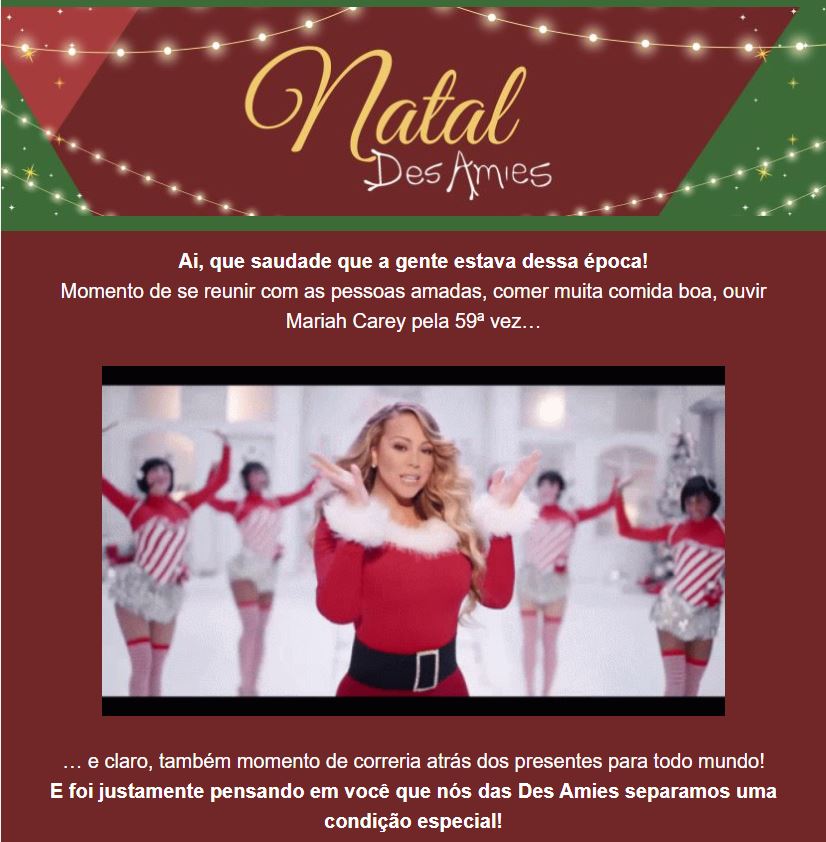 Natal
Des Amies
Ai, que saudade que a gente estava dessa época!
Momento de se reunir com as pessoas amadas, comer muita comida boa, ouvir
Mariah Carey pela 59ª vez…
… e claro, também momento de correria atrás dos presentes para todo mundo!
E foi justamente pensando em você que nós das Des Amies separamos uma
condição especial!